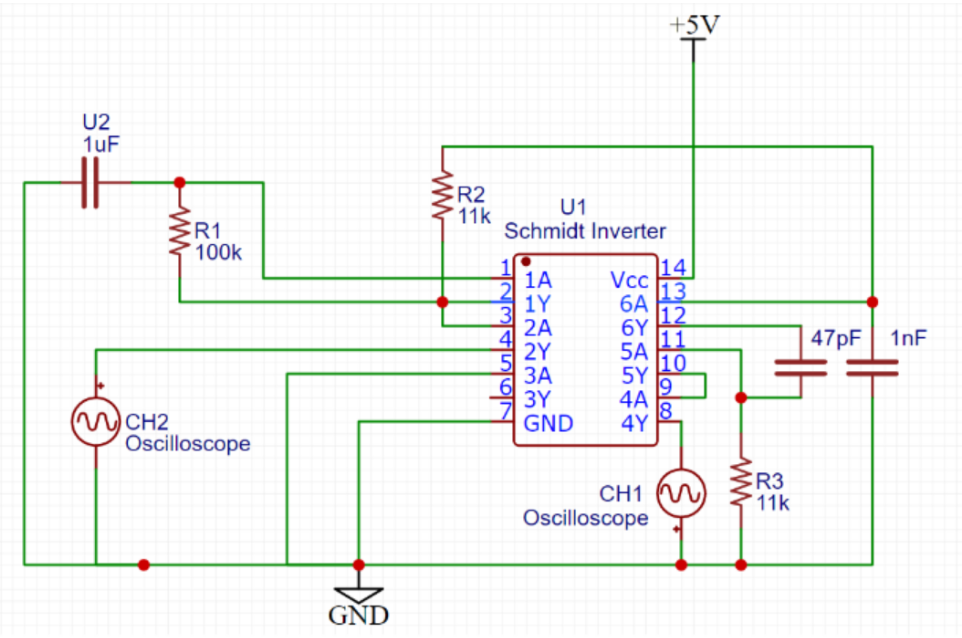 +5V
U2
1uF
R1
100k
R2
11k
U1
Schmidt Inverter
1
2
3
4
5
6
7
1A
1Y
2A
2Y
3A
3Y
GND
Vcc
6A
6Y
5A
5Y
4A
4Y
14
13
12
11
10
9
8
47pF
1nF
CH2
Oscilloscope
CH1
Oscilloscope
R3
11k
GND